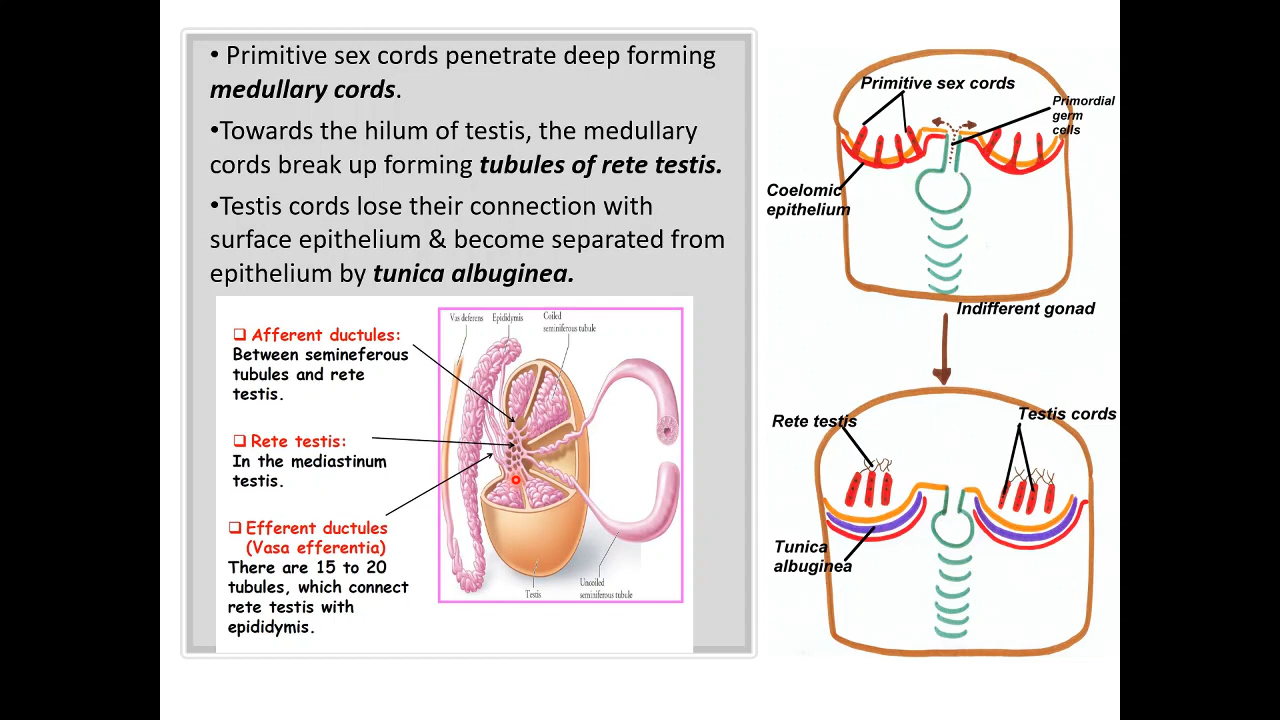 • Primitive sex cords penetrate deep forming
medullary cords.
•Towards the hilum of testis, the medullary
cords break up forming tubules of rete testis.
•Testis cords lose their connection with
surface epithelium & become separated from
epithelium by tunica albuginea.
❑ Afferent ductules:
Between semineferous
tubules and rete
testis.
❑ Rete testis:
In the mediastinum
testis.
❑ Efferent ductules
(Vasa efferentia)
There are 15 to 20
tubules, which connect
rete testis with
epididymis.
Vas deferens
Epididymis
Coiled
seminiferous tubule
Testis
Uncoiled
seminiferous tubule
Primitive sex cords
Primordial
germ
cells
Coelomic
epithelium
Indifferent gonad
Rete testis
Testis cords
Tunica
albuginea